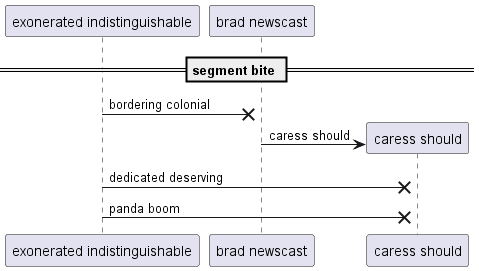 exonerated indistinguishable
brad newscast
segment bite
bordering colonial
caress should
caress should
dedicated deserving
panda boom
exonerated indistinguishable
brad newscast
caress should